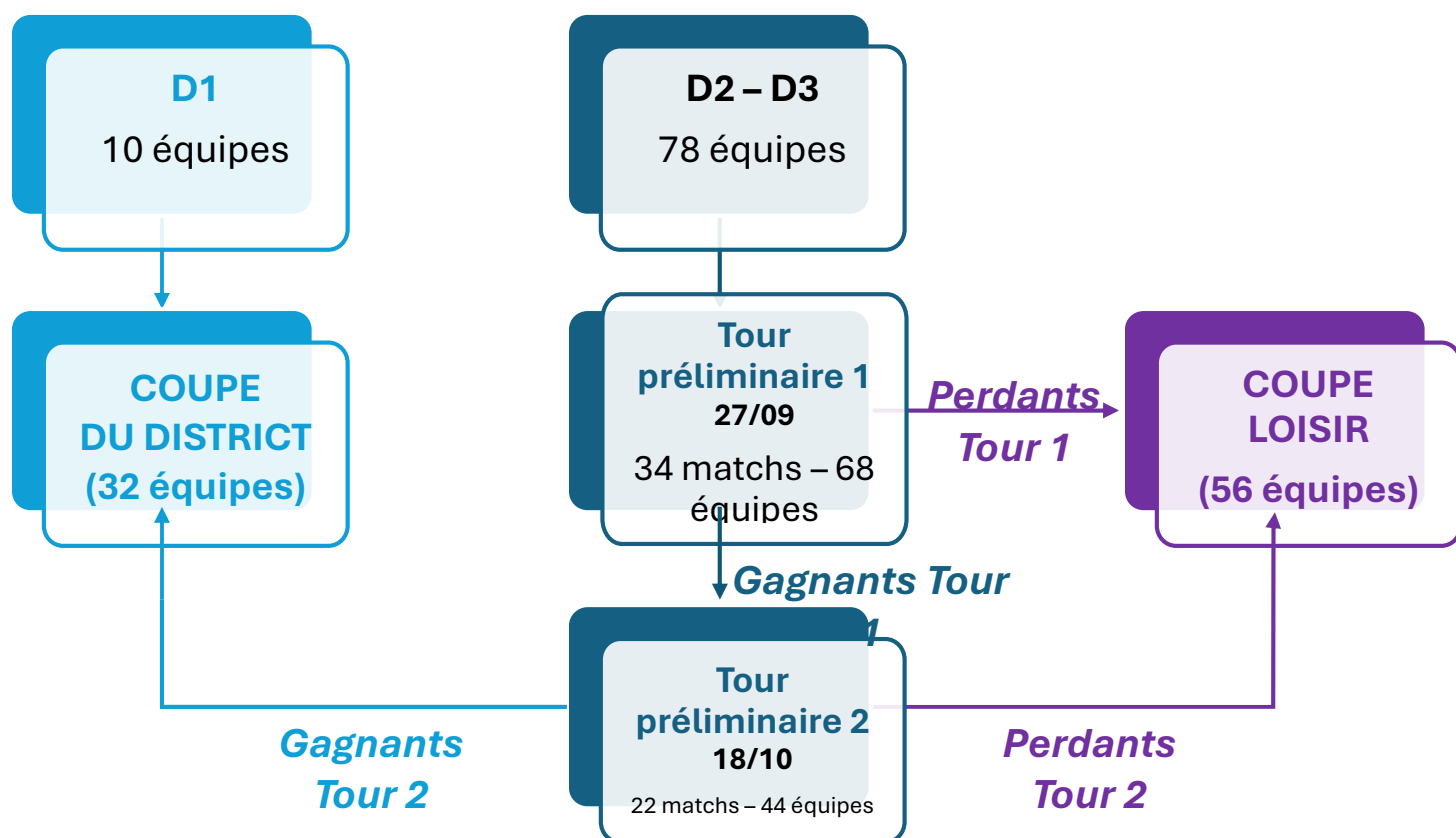 D1
10 équipes
D2 – D3
78 équipes
COUPE
DU DISTRICT
(32 équipes)
Tour
préliminaire 1
27/09
34 matchs – 68
équipes
Perdants
Tour 1
COUPE
LOISIR
(56 équipes)
Gagnants Tour
1
Tour
préliminaire 2
18/10
22 matchs – 44 équipes
Gagnants
Tour 2
Perdants
Tour 2